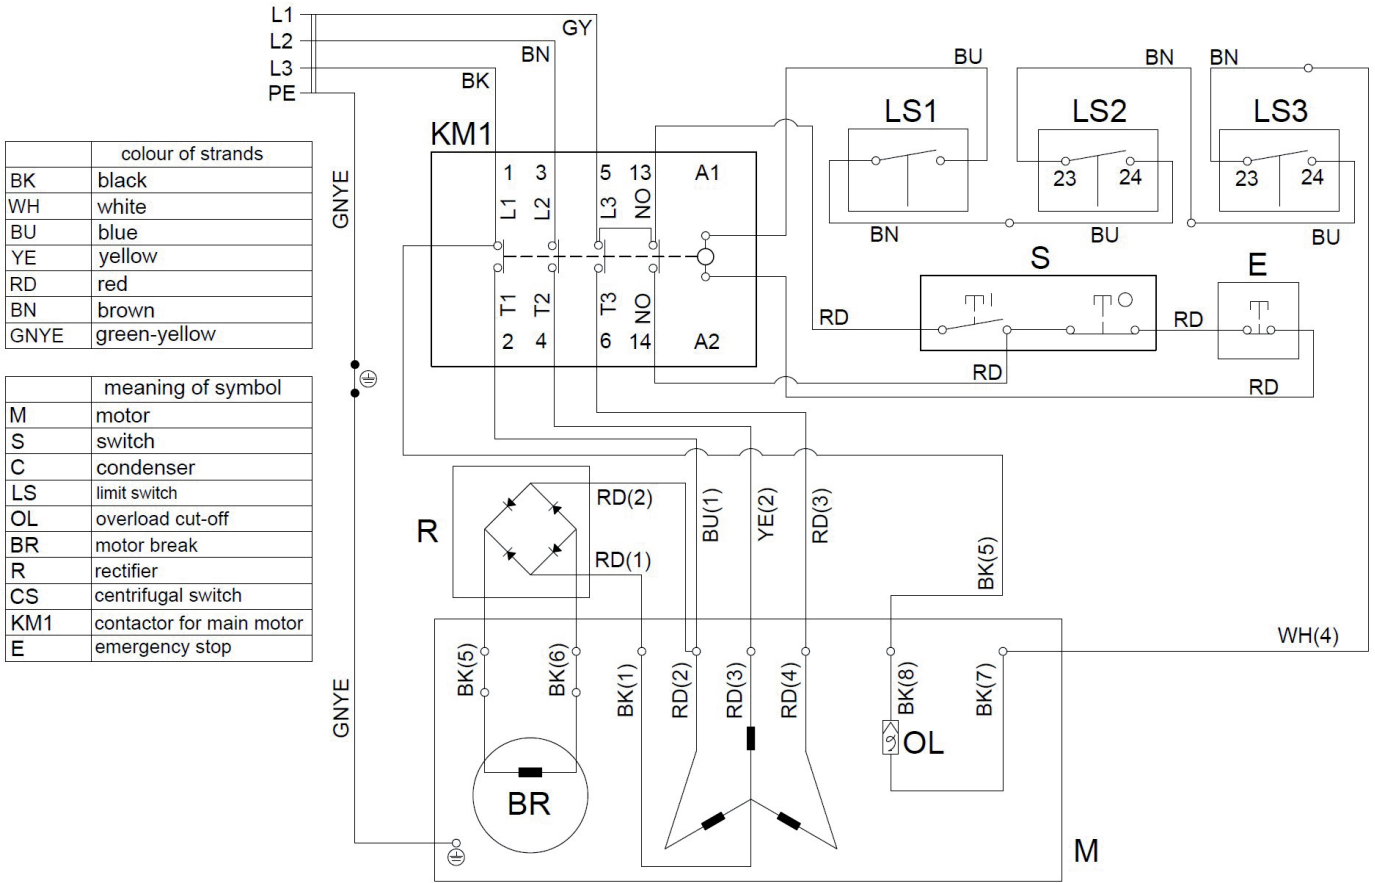 L1
L2
L3
PE
GY
BN
BK
BU
BN
BN
KM1
LS1
LS2
LS3
1 3 5 13 A1
L1 L2 L3 NO
23 24
23 24
BN
BU
BU
S
E
I
T1 T2 T3 NO
2 4 6 14 A2
RD
RD
RD
RD
GNYE
colour of strands
BK black
WH white
BU blue
YE yellow
RD red
BN brown
GNYE green-yellow
meaning of symbol
M motor
S switch
C condenser
LS limit switch
OL overload cut-off
BR motor break
R rectifier
CS centrifugal switch
KM1 contactor for main motor
E emergency stop
R
RD(2)
RD(1)
BU(1)
YE(2)
RD(3)
BK(5)
WH(4)
GNYE
BK(5)
BK(6)
BK(1)
RD(2)
RD(3)
RD(4)
BK(8)
BK(7)
OL
BR
M